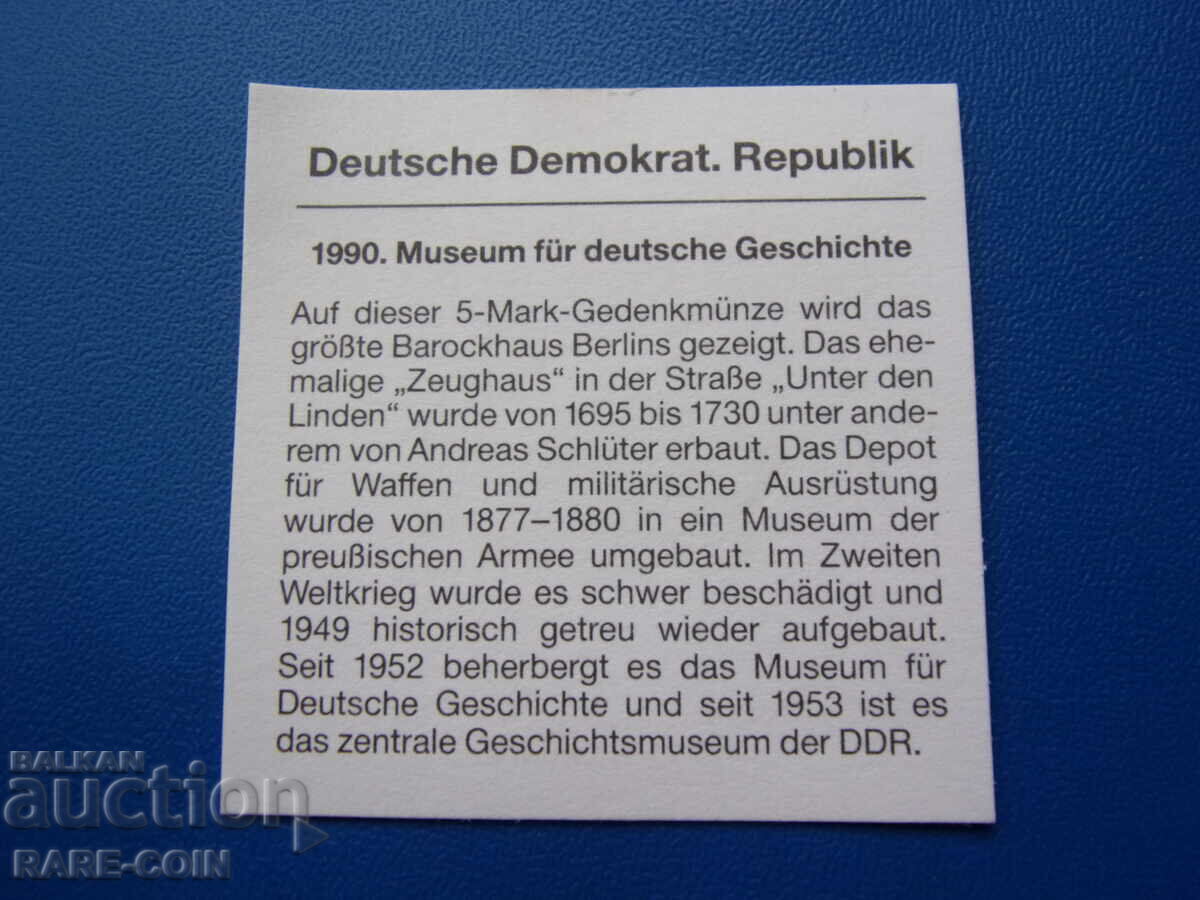 Deutsche Demokrat. Republik
1990. Museum für deutsche Geschichte
Auf dieser 5-Mark-Gedenkmünze wird das
größte Barockhaus Berlins gezeigt. Das ehe-
malige „Zeughaus“ in der Straße „Unter den
Linden“ wurde von 1695 bis 1730 unter ande-
rem von Andreas Schlüter erbaut. Das Depot
für Waffen und militärische Ausrüstung
wurde von 1877–1880 in ein Museum der
preußischen Armee umgebaut. Im Zweiten
Weltkrieg wurde es schwer beschädigt und
1949 historisch getreu wieder aufgebaut.
Seit 1952 beherbergt es das Museum für
Deutsche Geschichte und seit 1953 ist es
das zentrale Geschichtsmuseum der DDR.
BALKAN
auction
RARE-COIN